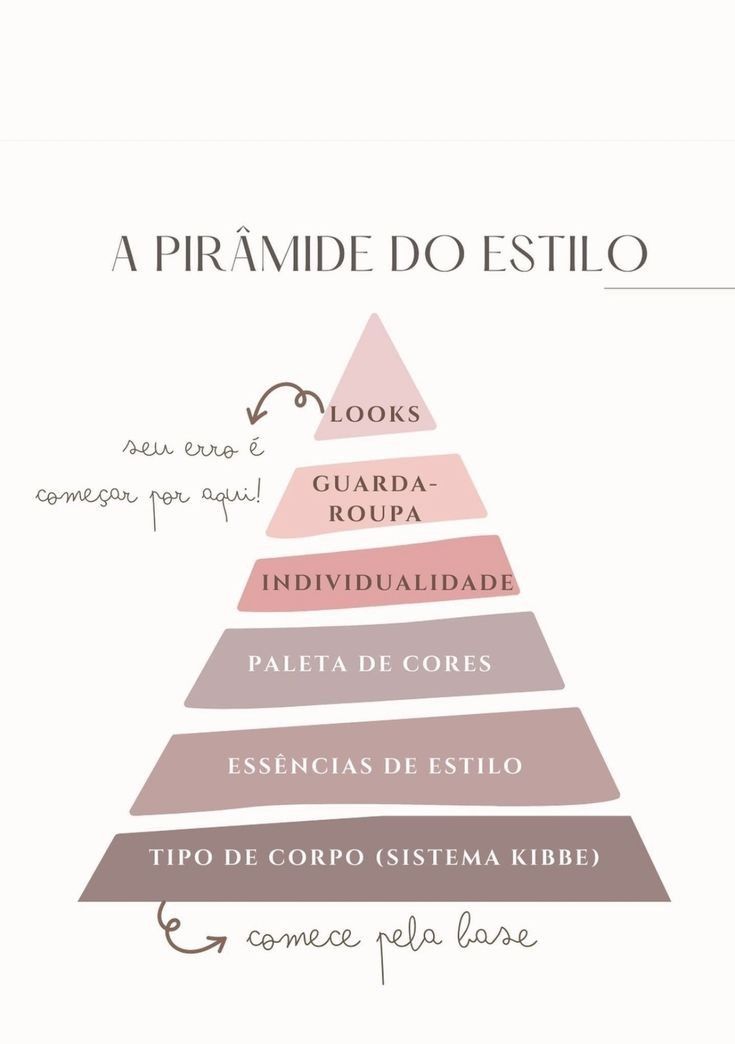 A PIRÂMIDE DO ESTILO
LOOKS
seu erro é
começar por aqui!
GUARDA-
ROUPA
INDIVIDUALIDADE
PALETA DE CORES
ESSÊNCIAS DE ESTILO
TIPO DE CORPO (SISTEMA KIBBE)
comece pela base